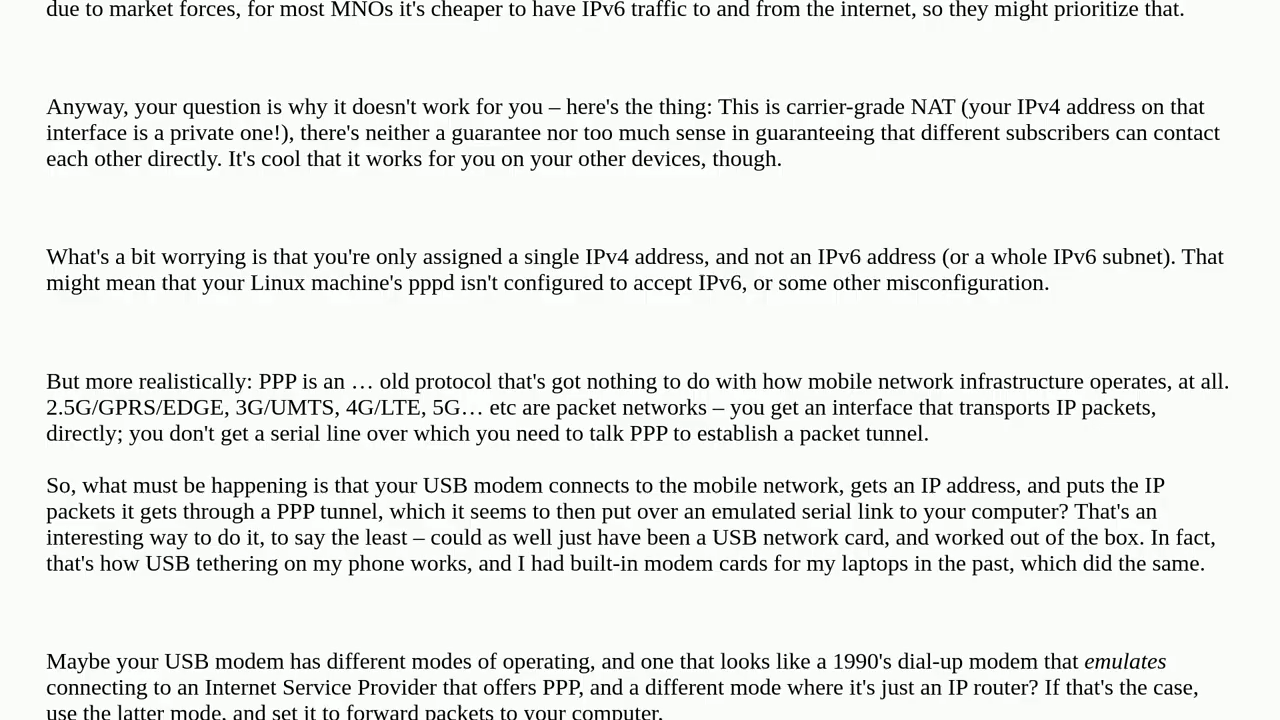 due to market forces, for most MNOs it's cheaper to have IPv6 traffic to and from the internet, so they might prioritize that.
Anyway, your question is why it doesn't work for you – here's the thing: This is carrier-grade NAT (your IPv4 address on that
interface is a private one!), there's neither a guarantee nor too much sense in guaranteeing that different subscribers can contact
each other directly. It's cool that it works for you on your other devices, though.
What's a bit worrying is that you're only assigned a single IPv4 address, and not an IPv6 address (or a whole IPv6 subnet). That
might mean that your Linux machine's pppd isn't configured to accept IPv6, or some other misconfiguration.
But more realistically: PPP is an … old protocol that's got nothing to do with how mobile network infrastructure operates, at all.
2.5G/GPRS/EDGE, 3G/UMTS, 4G/LTE, 5G… etc are packet networks – you get an interface that transports IP packets,
directly; you don't get a serial line over which you need to talk PPP to establish a packet tunnel.
So, what must be happening is that your USB modem connects to the mobile network, gets an IP address, and puts the IP
packets it gets through a PPP tunnel, which it seems to then put over an emulated serial link to your computer? That's an
interesting way to do it, to say the least – could as well just have been a USB network card, and worked out of the box. In fact,
that's how USB tethering on my phone works, and I had built-in modem cards for my laptops in the past, which did the same.
Maybe your USB modem has different modes of operating, and one that looks like a 1990's dial-up modem that emulates
connecting to an Internet Service Provider that offers PPP, and a different mode where it's just an IP router? If that's the case,
use the latter mode, and set it to forward packets to your computer.